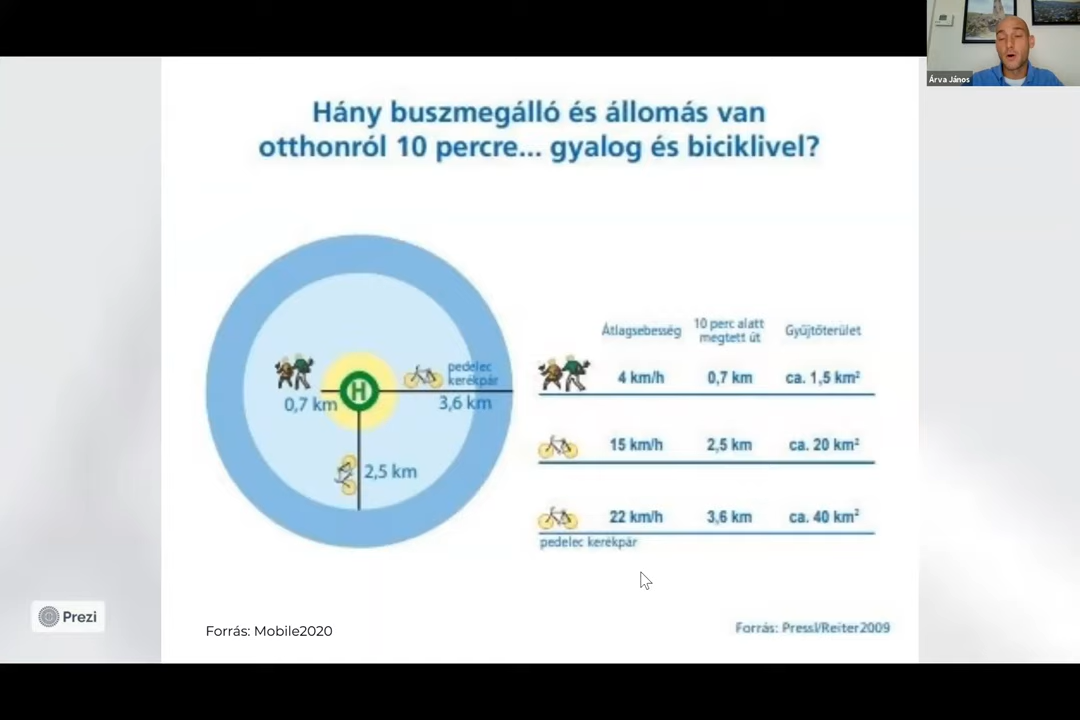 Árva János
Hány buszmegálló és állomás van
otthonról 10 percre... gyalog és biciklivel?
H
pedelec
kerékpár
0,7 km
3,6 km
2,5 km
Átlagsebesség
10 perc alatt
megtett út
Gyűjtőterület
4 km/h
0,7 km
ca. 1,5 km²
15 km/h
2,5 km
ca. 20 km²
22 km/h
3,6 km
ca. 40 km²
pedelec kerékpár
Prezi
Forrás: Mobile2020
Forrás: Pressl/Reiter2009